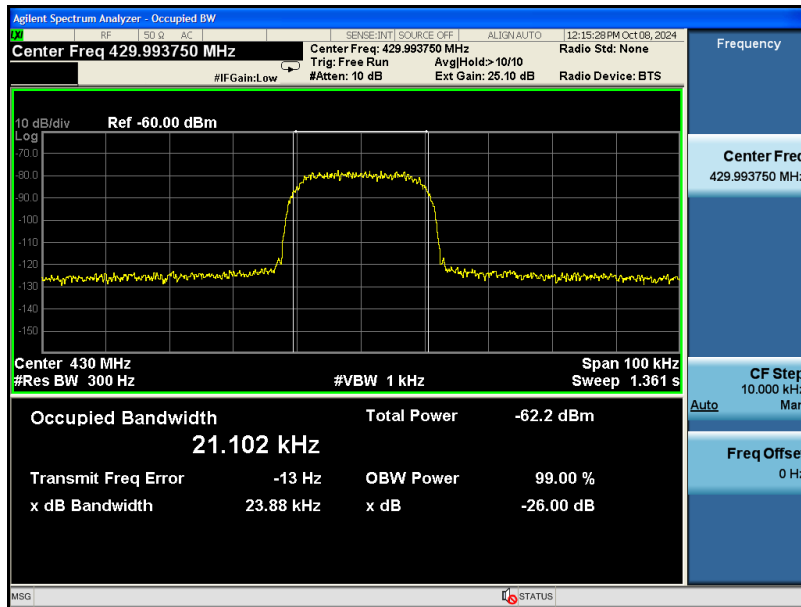 Agilent Spectrum Analyzer - Occupied BW
LXI RF 50 Ω AC SENSE:INT SOURCE OFF ALIGN AUTO 12:15:28 PM Oct 08, 2024
Center Freq 429.993750 MHz
Center Freq: 429.993750 MHz Radio Std: None
Trig: Free Run Avg|Hold:> 10/10
#IFGain:Low #Atten: 10 dB Ext Gain: 25.10 dB Radio Device: BTS
10 dB/div Ref -60.00 dBm
Log
-70.0
-80.0
-90.0
-100
-110
-120
-130
-140
-150
Center 430 MHz Span 100 kHz
#Res BW 300 Hz #VBW 1 kHz Sweep 1.361 s
Occupied Bandwidth Total Power -62.2 dBm
21.102 kHz
Transmit Freq Error -13 Hz OBW Power 99.00 %
x dB Bandwidth 23.88 kHz x dB -26.00 dB
Frequency
Center Freq
429.993750 MHz
CF Step
10.000 kHz
Auto Man
Freq Offset
0 Hz
MSG STATUS